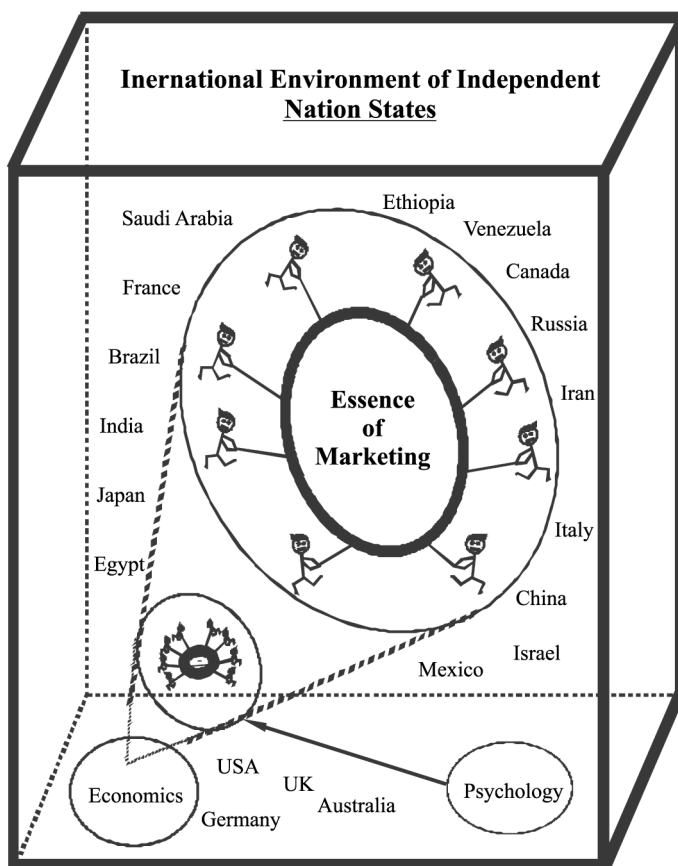 Inernational Environment of Independent
Nation States
Ethiopia
Saudi Arabia
Venezuela
Canada
France
Russia
Brazil
Iran
Essence
of
Marketing
India
Japan
Italy
Egypt
China
Israel
Mexico
USA
UK
Economics
Psychology
Australia
Germany